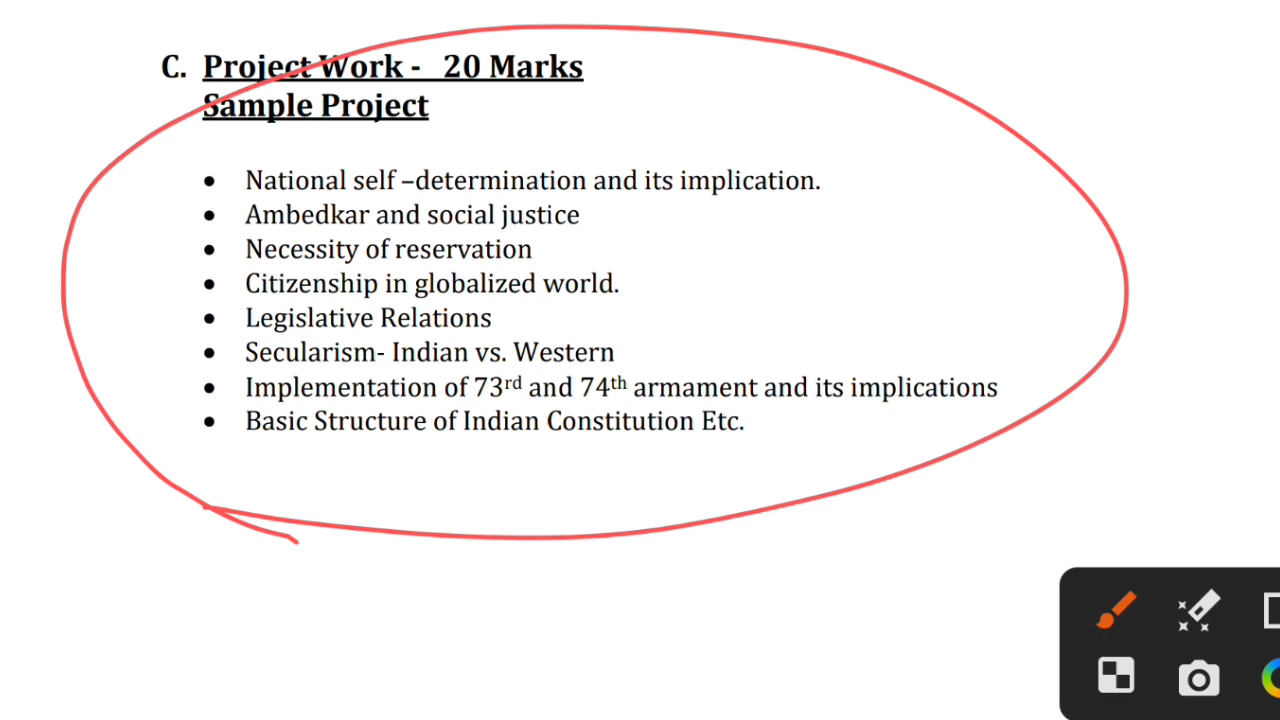 C. Project Work - 20 Marks
Sample Project
• National self –determination and its implication.
• Ambedkar and social justice
• Necessity of reservation
• Citizenship in globalized world.
• Legislative Relations
• Secularism- Indian vs. Western
• Implementation of 73rd and 74th armament and its implications
• Basic Structure of Indian Constitution Etc.